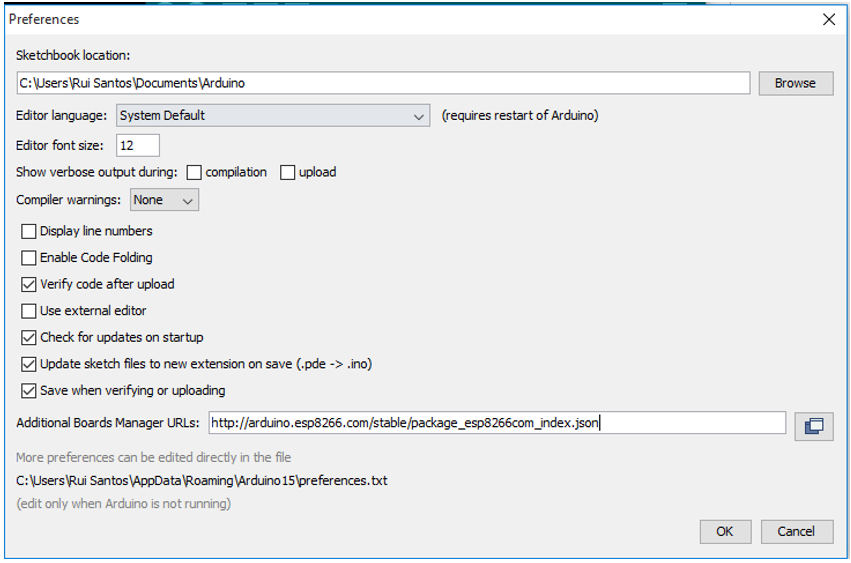 Preferences
Sketchbook location:
C:\Users\Rui Santos\Documents\Arduino Browse
Editor language: System Default (requires restart of Arduino)
Editor font size: 12
Show verbose output during: compilation upload
Compiler warnings: None
Display line numbers
Enable Code Folding
Verify code after upload
Use external editor
Check for updates on startup
Update sketch files to new extension on save (.pde -> .ino)
Save when verifying or uploading
Additional Boards Manager URLs: http://arduino.esp8266.com/stable/package_esp8266com_index.json
More preferences can be edited directly in the file
C:\Users\Rui Santos\AppData\Roaming\Arduino15\preferences.txt
(edit only when Arduino is not running)
OK Cancel